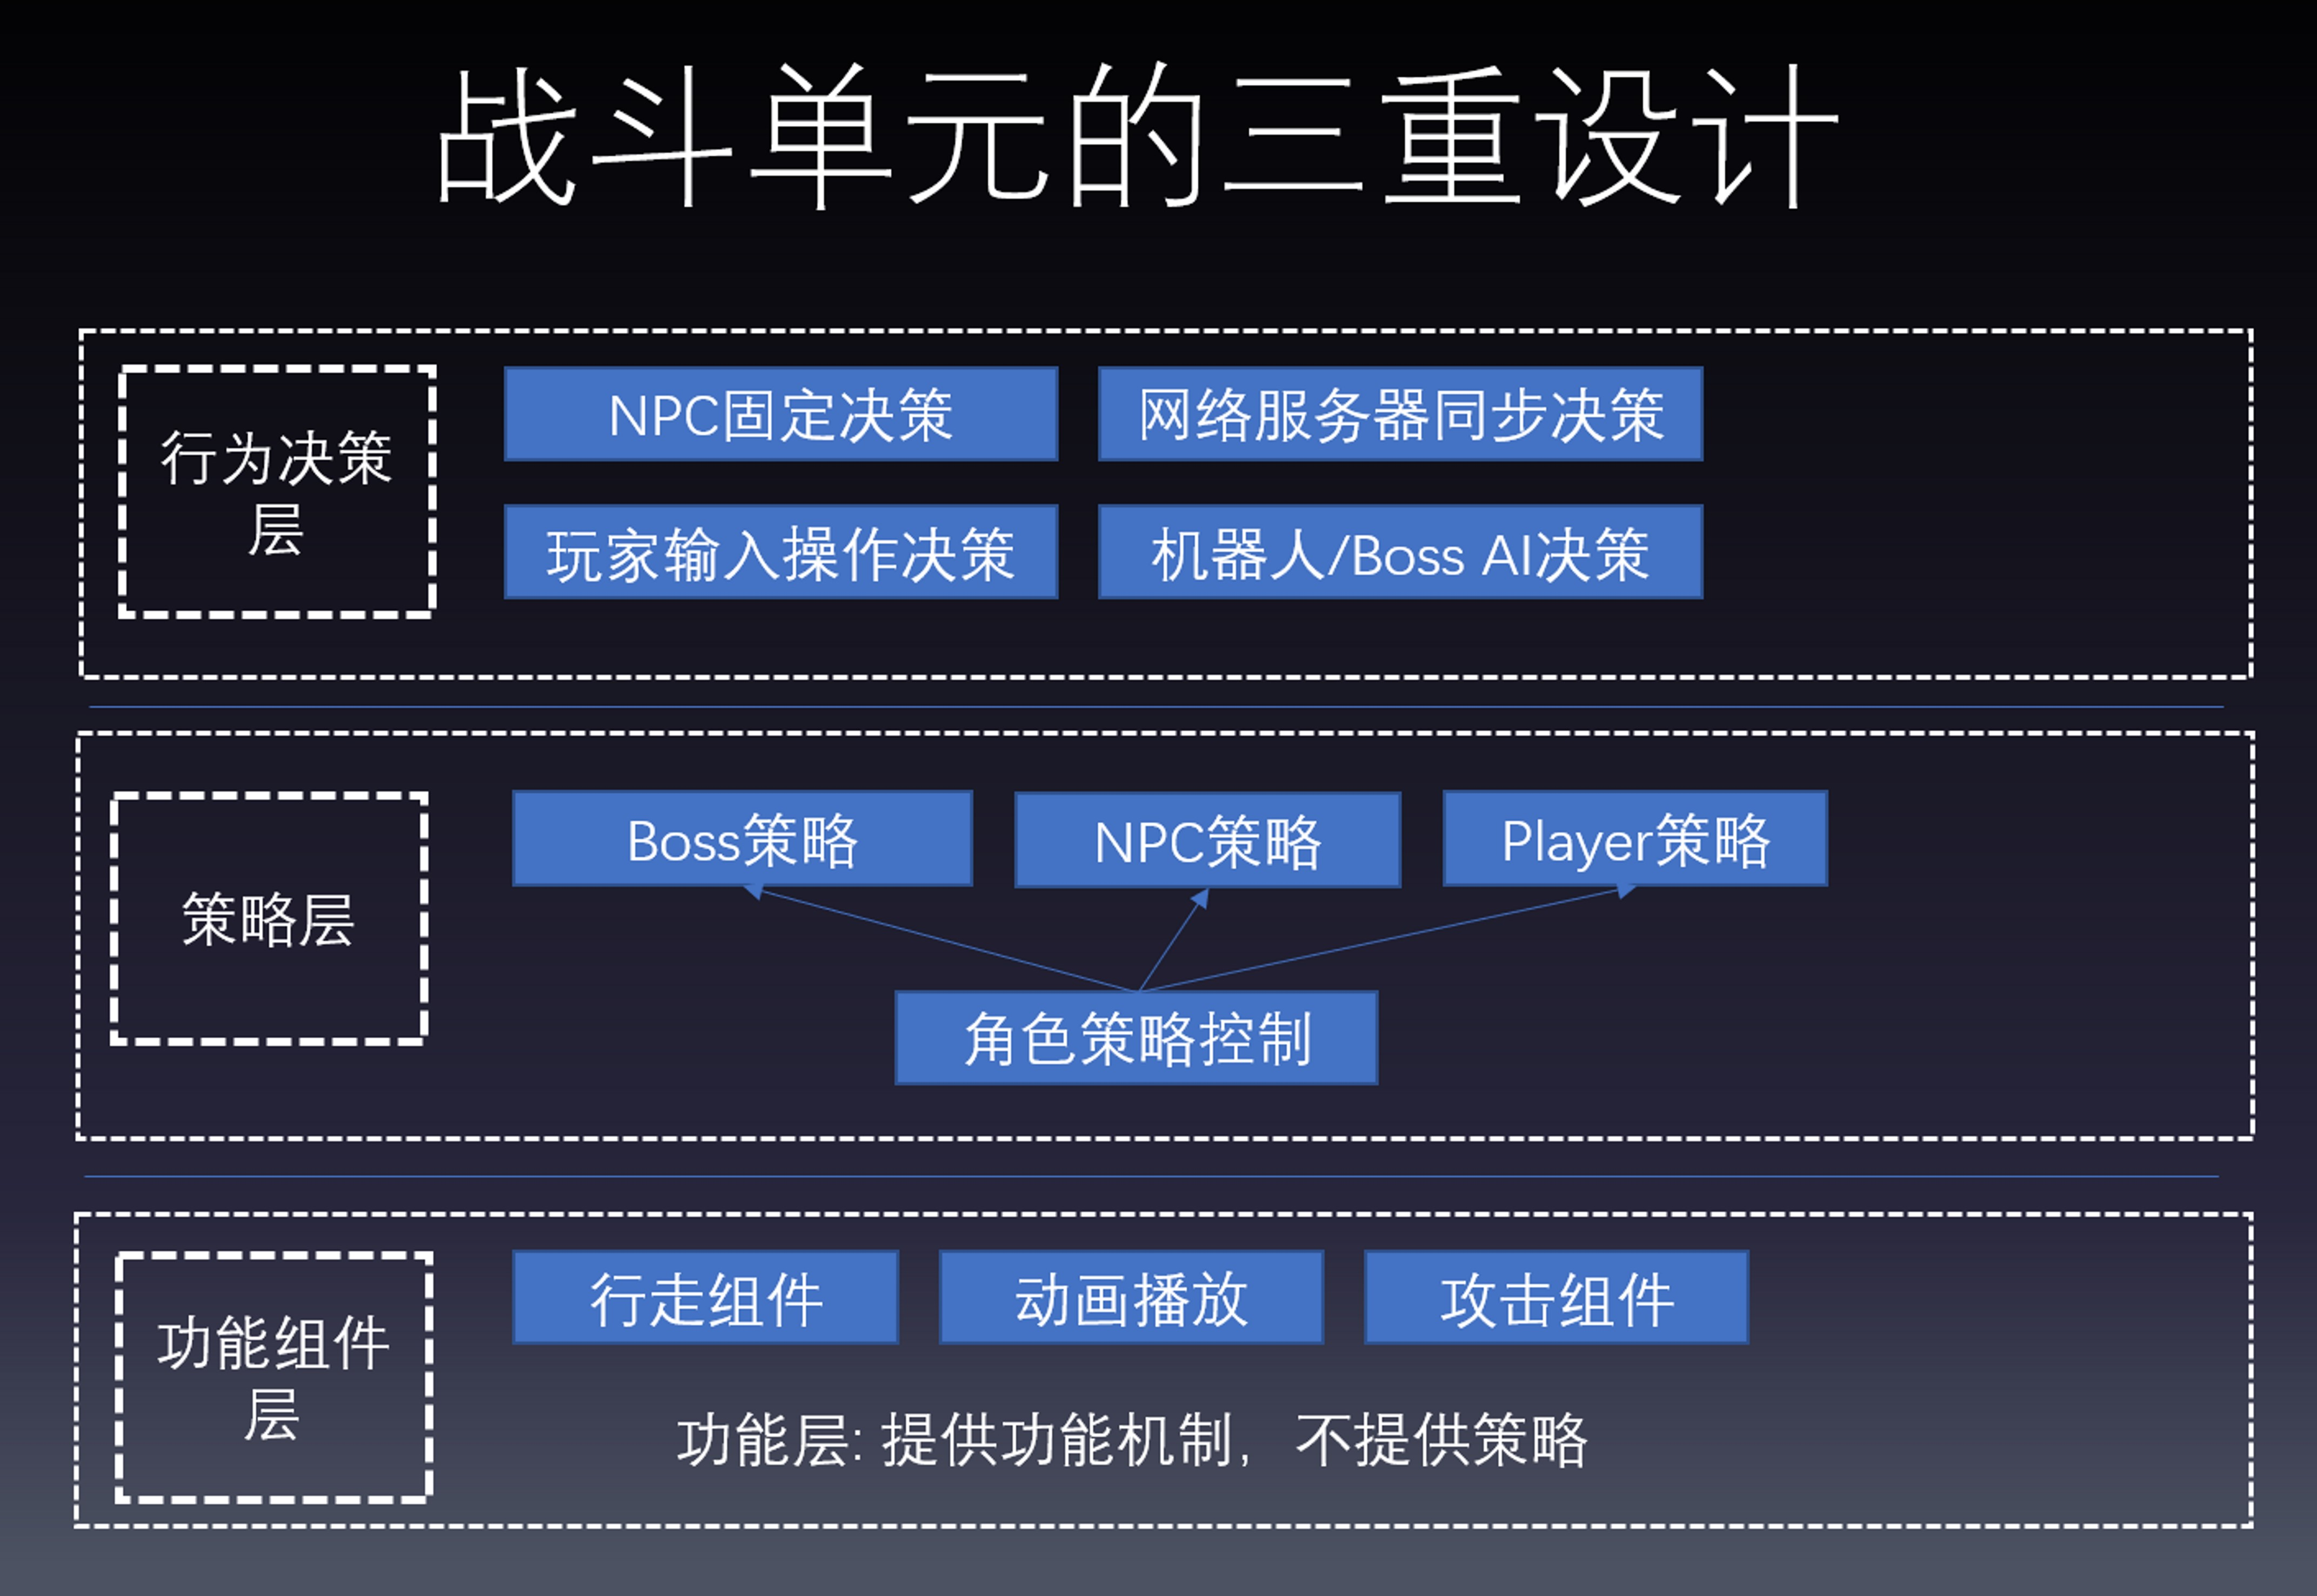 战斗单元的三重设计
行为决策
层
NPC固定决策
网络服务器同步决策
玩家输入操作决策
机器人/Boss AI决策
策略层
Boss策略
NPC策略
Player策略
角色策略控制
功能组件
层
行走组件
动画播放
攻击组件
功能层: 提供功能机制，不提供策略